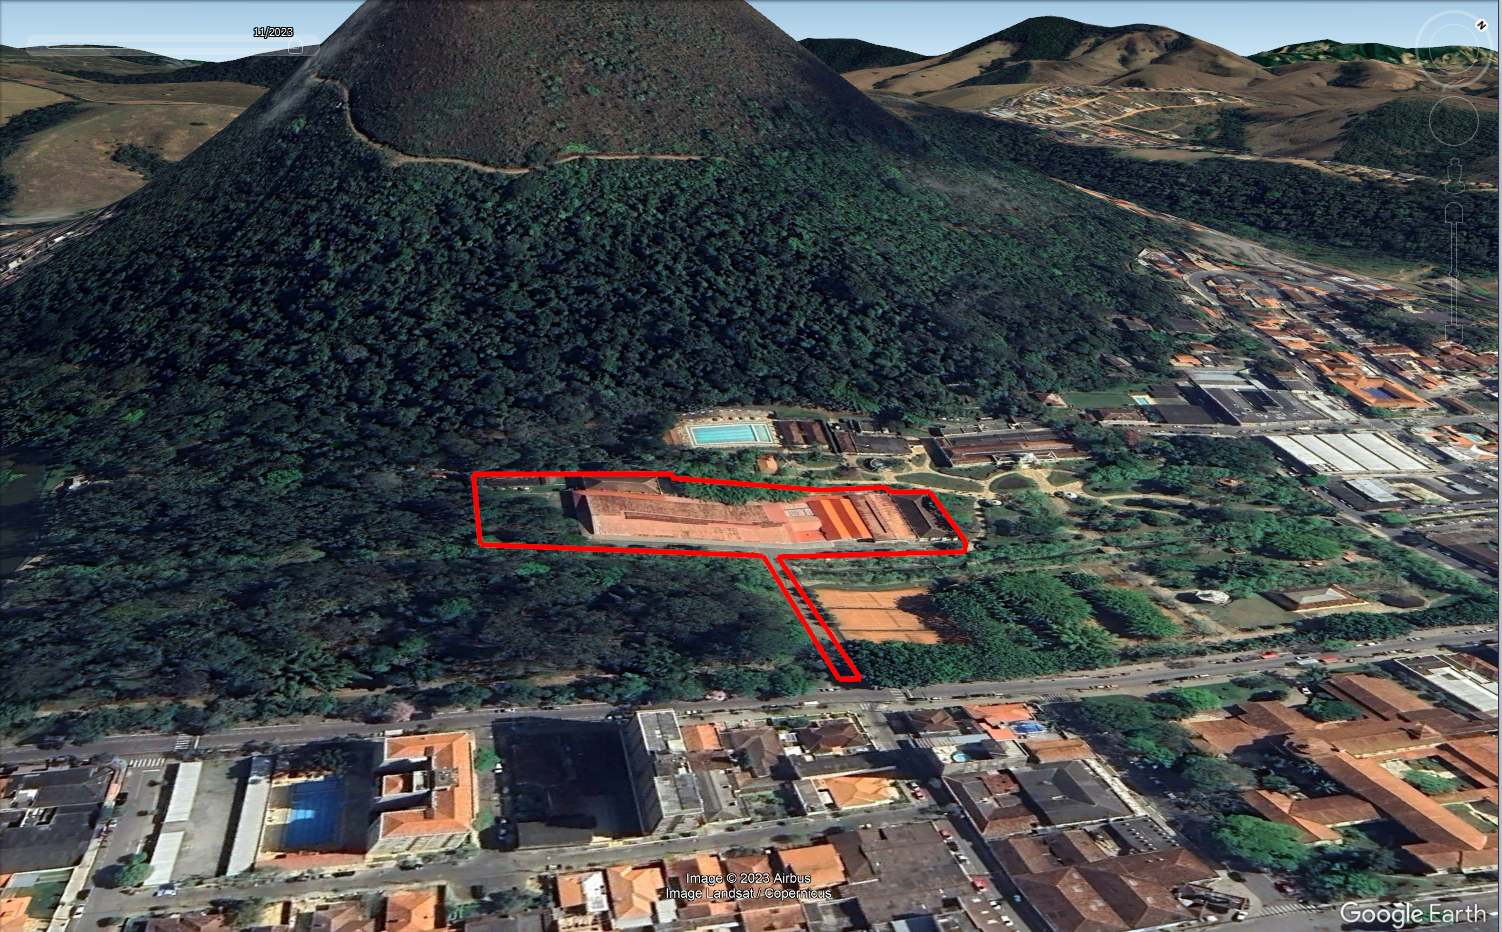 11/2023
N
Image © 2023 Airbus
Image Landsat / Copernicus
Google Earth